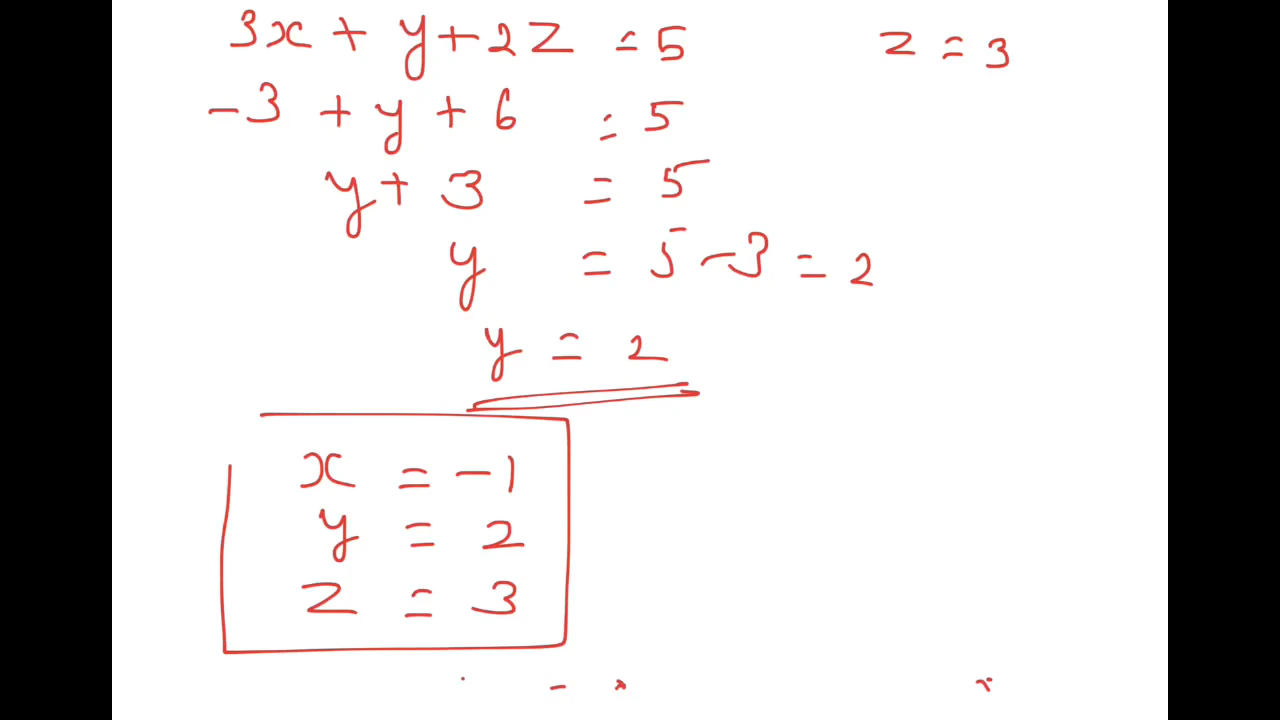 3x + y + 2z = 5 z = 3
-3 + y + 6 = 5
y + 3 = 5
y = 5 - 3 = 2
y = 2
x = -1
y = 2
z = 3